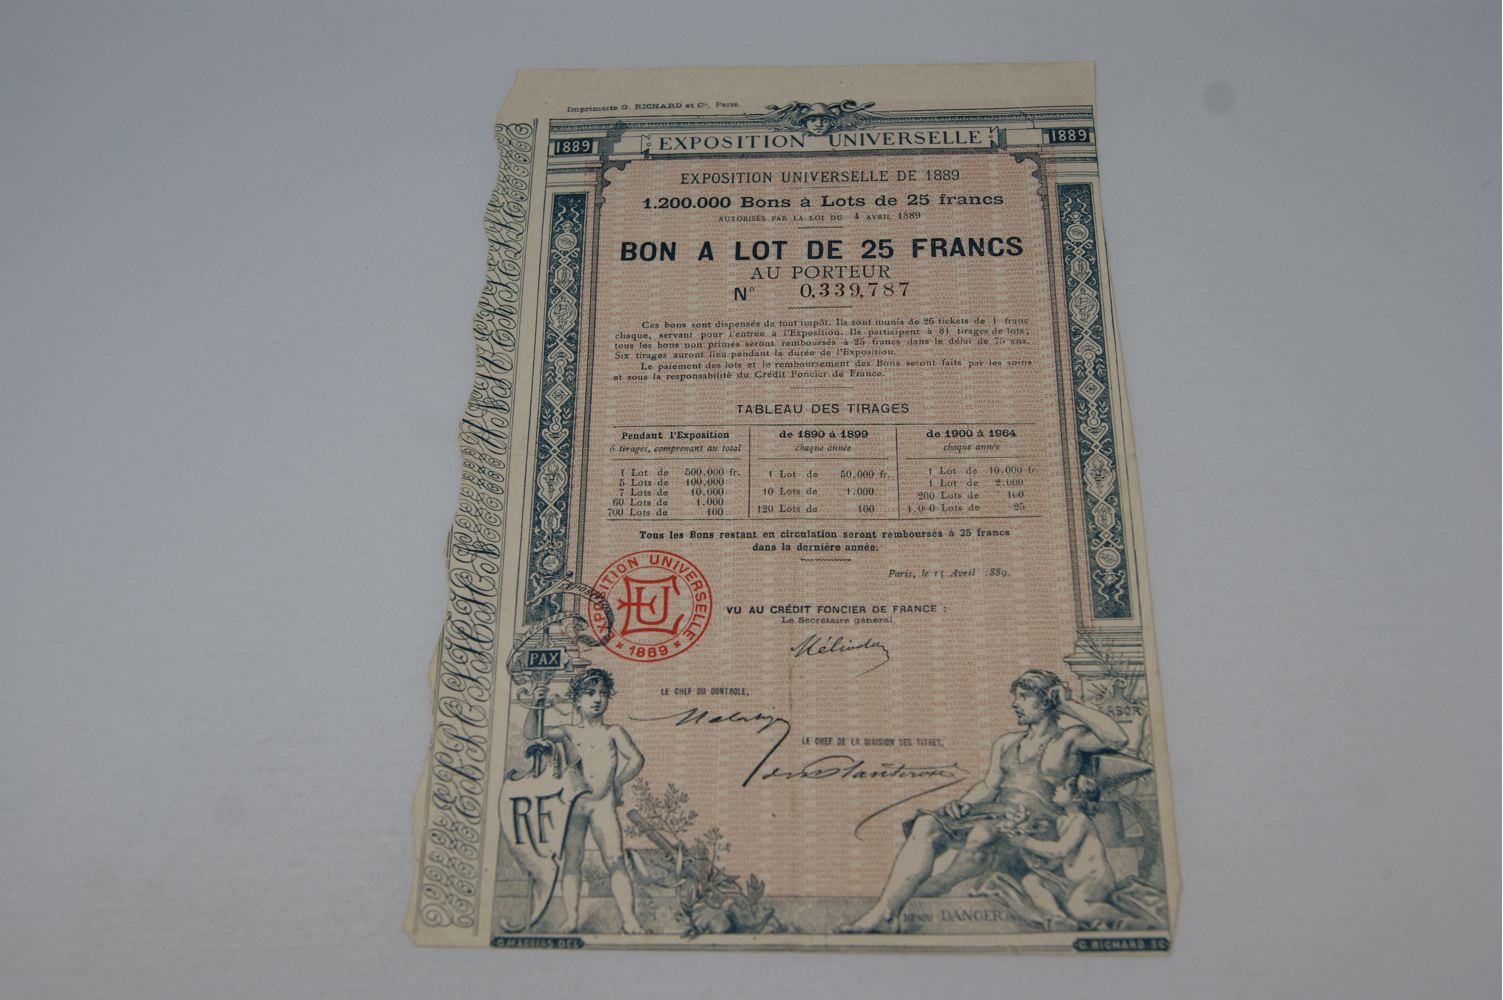 Imprimerie G. RICHARD et Cie, Paris.
1889 EXPOSITION UNIVERSELLE 1889
EXPOSITION UNIVERSELLE DE 1889
1.200.000 Bons à Lots de 25 francs
AUTORISÉS PAR LA LOI DU 4 AVRIL 1889
BON A LOT DE 25 FRANCS
AU PORTEUR
N° 0,339,787
Ces bons sont dispensés de tout impôt. Ils sont munis de 25 tickets de 1 franc
chaque, servant pour l'entrée à l'Exposition. Ils participent à 81 tirages de lots;
tous les bons non primés seront remboursés à 25 francs dans le délai de 75 ans.
Six tirages auront lieu pendant la durée de l'Exposition.
Le paiement des lots et le remboursement des Bons seront faits par les soins
et sous la responsabilité du Crédit Foncier de France.
TABLEAU DES TIRAGES
Pendant l'Exposition
6 tirages, comprenant au total
1 Lot de 500.000 fr.
5 Lots de 100.000
7 Lots de 10.000
60 Lots de 1.000
700 Lots de 100
de 1890 à 1899
chaque année
1 Lot de 50.000 fr.
10 Lots de 1.000
120 Lots de 100
de 1900 à 1964
chaque année
1 Lot de 10.000 fr.
1 Lot de 2.000
200 Lots de 100
1,000 Lots de 25
Tous les Bons restant en circulation seront remboursés à 25 francs
dans la dernière année.
Paris, le 15 Avril 1889.
EXPOSITION UNIVERSELLE
EU
* 1889 *
VU AU CRÉDIT FONCIER DE FRANCE :
Le Secrétaire général,
LE CHEF DU CONTROLE,
LE CHEF DE LA DIVISION DES TITRES,
PAX
RF
LABOR
DANGER
G. MASSIAS DEL
G. RICHARD SC